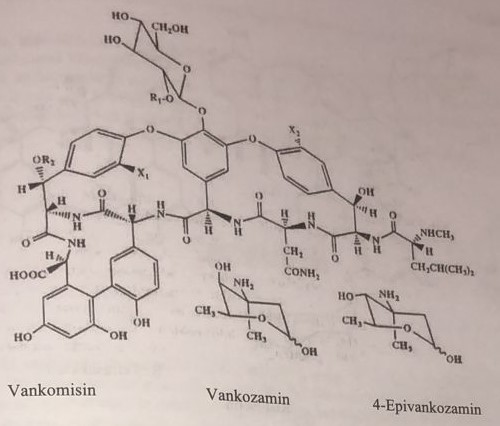 HO
CH₂OH
HO
O
R₁-O
O
O
O
X₂
X₁
OR₂
OH
H
H
H
H
O
N
H
O
H
N
O
N
H
H
O
H
N
O
H
NH
O
H
NHCH₃
O
NH
H
CH₂
CONH₂
CH₂CH(CH₃)₂
HOOC
HO
OH
OH
OH
NH₂
CH₃
O
CH₃
OH
HO
NH₂
CH₃
O
CH₃
OH
Vankomisin
Vankozamin
4-Epivankozamin